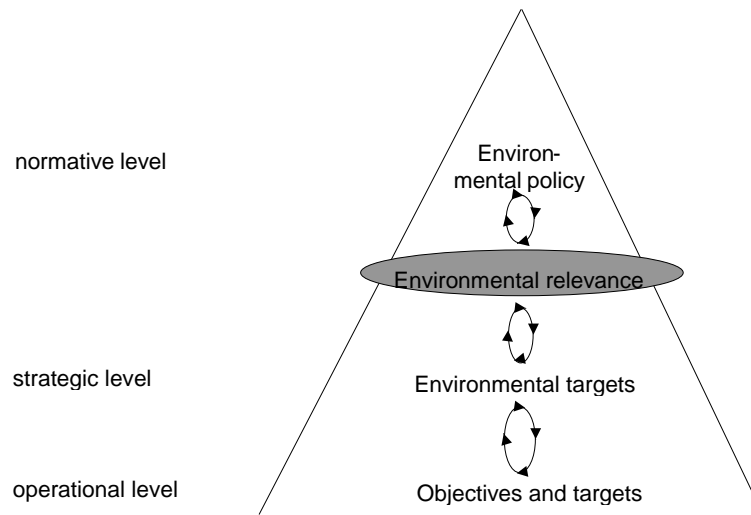 normative level
Environ-
mental policy
Environmental relevance
strategic level
Environmental targets
operational level
Objectives and targets